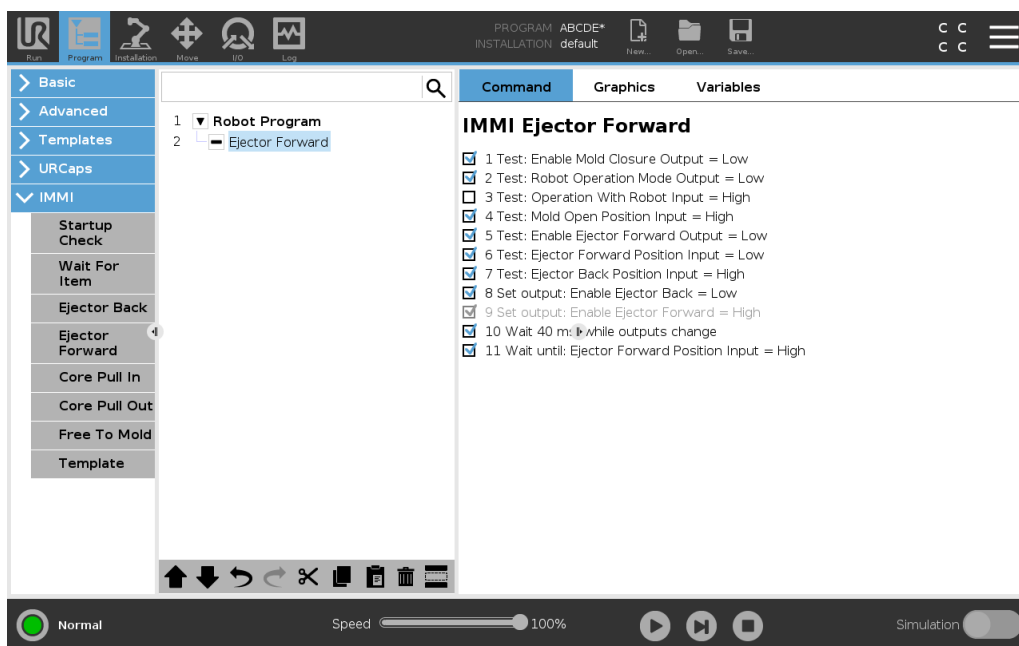 UR
PROGRAM ABCDE*
INSTALLATION default
C C
C C
Run Program Installation Move I/O Log New... Open... Save...
Basic
Advanced
Templates
URCaps
IMMI
Startup
Check
Wait For
Item
Ejector Back
Ejector
Forward
Core Pull In
Core Pull Out
Free To Mold
Template
1 Robot Program
2 Ejector Forward
Command Graphics Variables
IMMI Ejector Forward
1 Test: Enable Mold Closure Output = Low
2 Test: Robot Operation Mode Output = Low
3 Test: Operation With Robot Input = High
4 Test: Mold Open Position Input = High
5 Test: Enable Ejector Forward Output = Low
6 Test: Ejector Forward Position Input = Low
7 Test: Ejector Back Position Input = High
8 Set output: Enable Ejector Back = Low
9 Set output: Enable Ejector Forward = High
10 Wait 40 ms while outputs change
11 Wait until: Ejector Forward Position Input = High
Normal
Speed 100%
Simulation